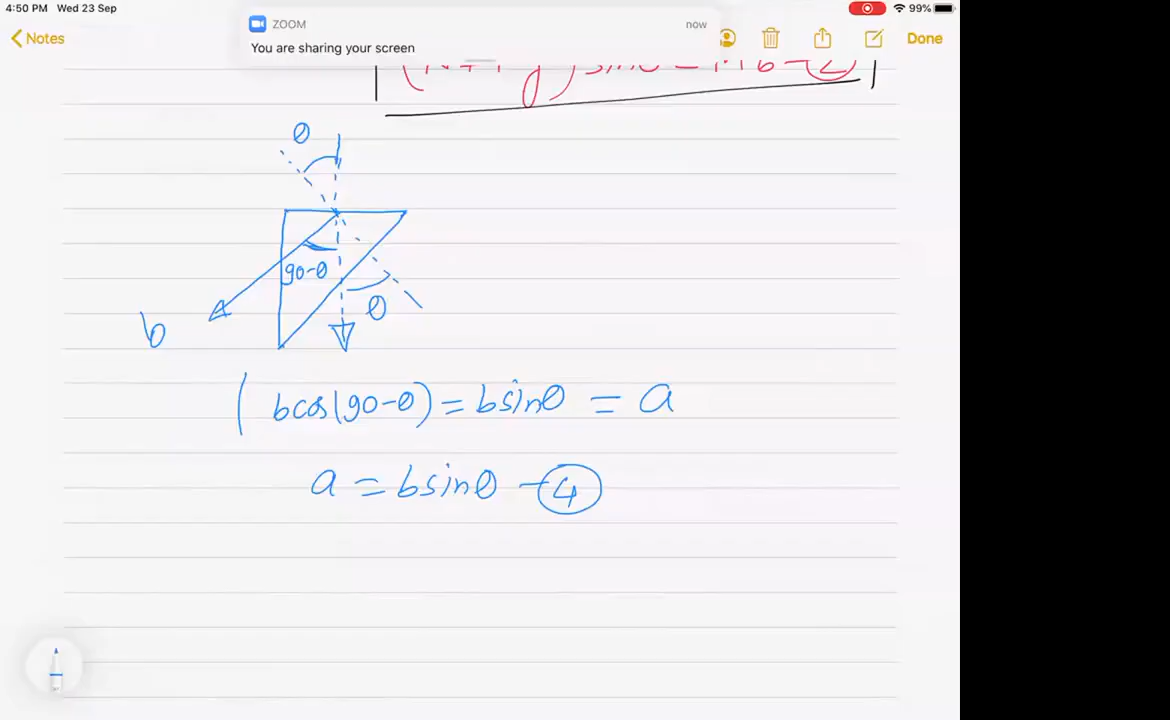 4:50 PM Wed 23 Sep
99%
ZOOM
now
You are sharing your screen
Notes
Done
θ
90-θ
θ
b
( bcos(90-θ) = bsinθ = a
a = bsinθ - 4